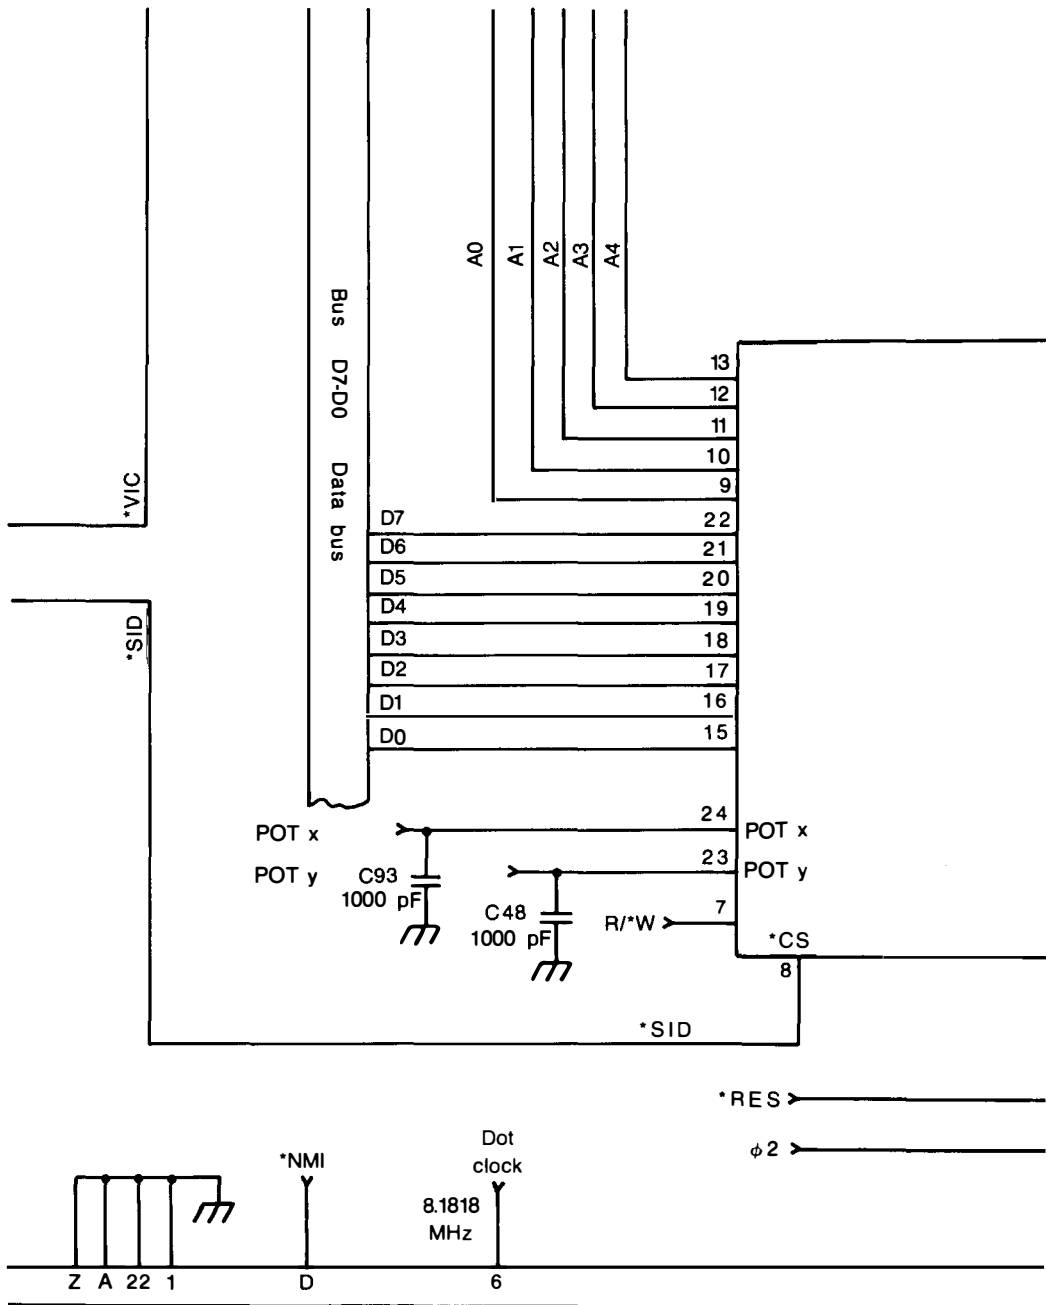 A0
A1
A2
A3
A4
Bus D7-D0 Data bus
*VIC
*SID
13
12
11
10
9
D7 22
D6 21
D5 20
D4 19
D3 18
D2 17
D1 16
D0 15
POT x 24 POT x
POT y 23 POT y
C93
1000 pF
C48
1000 pF
R/*W 7
*CS
8
*SID
*RES
ϕ2
*NMI
Dot
clock
8.1818
MHz
Z A 22 1 D 6